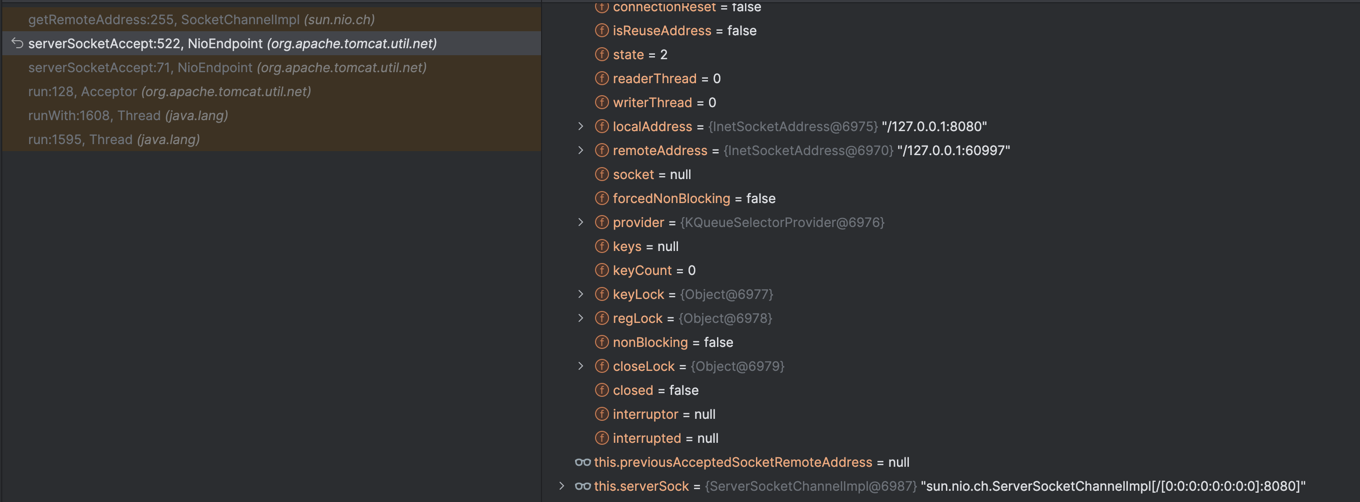 getRemoteAddress:255, SocketChannelImpl (sun.nio.ch)
serverSocketAccept:522, NioEndpoint (org.apache.tomcat.util.net)
serverSocketAccept:71, NioEndpoint (org.apache.tomcat.util.net)
run:128, Acceptor (org.apache.tomcat.util.net)
runWith:1608, Thread (java.lang)
run:1595, Thread (java.lang)
connectionReset = false
isReuseAddress = false
state = 2
readerThread = 0
writerThread = 0
localAddress = {InetSocketAddress@6975} "/127.0.0.1:8080"
remoteAddress = {InetSocketAddress@6970} "/127.0.0.1:60997"
socket = null
forcedNonBlocking = false
provider = {KQueueSelectorProvider@6976}
keys = null
keyCount = 0
keyLock = {Object@6977}
regLock = {Object@6978}
nonBlocking = false
closeLock = {Object@6979}
closed = false
interruptor = null
interrupted = null
this.previousAcceptedSocketRemoteAddress = null
this.serverSock = {ServerSocketChannelImpl@6987} "sun.nio.ch.ServerSocketChannelImpl[/[0:0:0:0:0:0:0:0]:8080]"